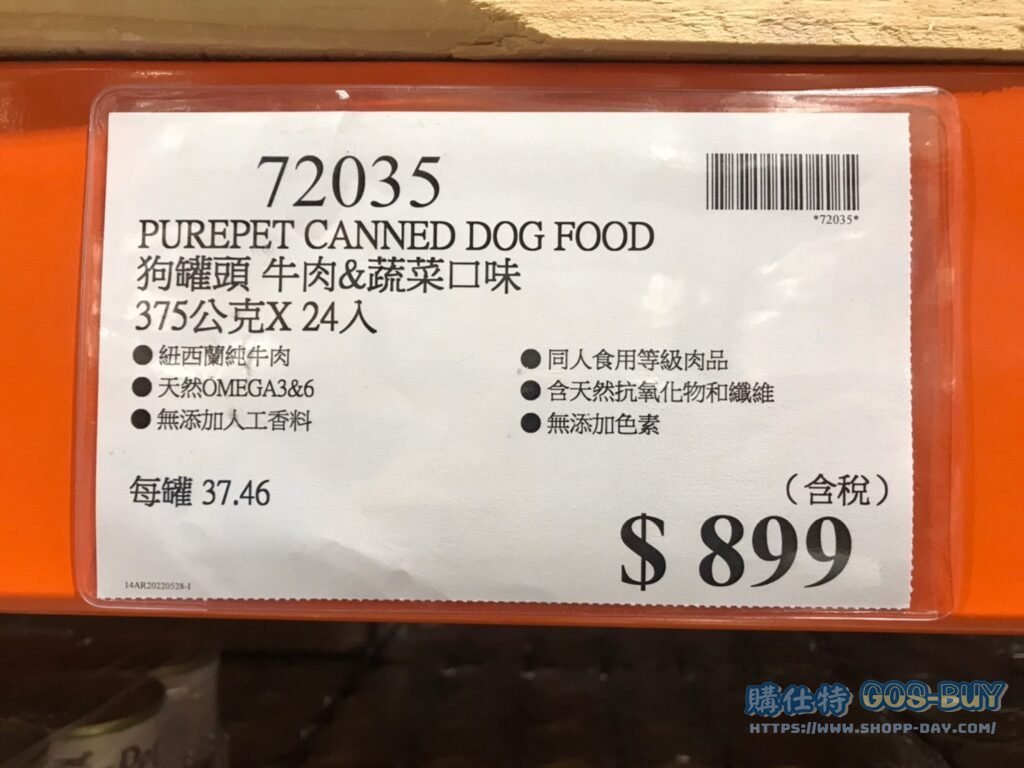 72035
*72035*
PUREPET CANNED DOG FOOD
狗罐頭 牛肉&蔬菜口味
375公克X 24入
● 紐西蘭純牛肉
● 天然OMEGA3&6
● 無添加人工香料
● 同人食用等級肉品
● 含天然抗氧化物和纖維
● 無添加色素
每罐 37.46
（含稅）
$ 899
14AR20220528-1
購仕特 GOS-BUY
HTTPS://WWW.SHOPP-DAY.COM/